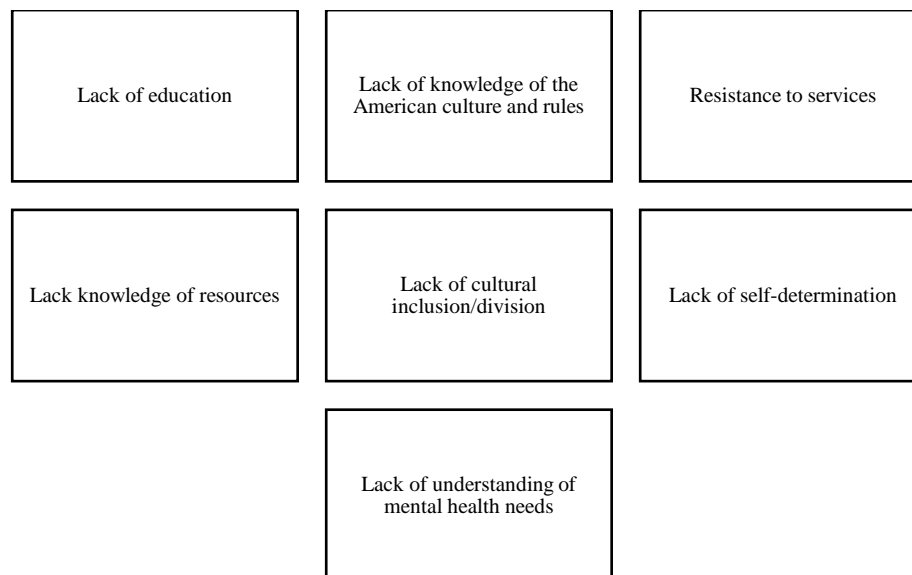 Lack of education
Lack of knowledge of the
American culture and rules
Resistance to services
Lack knowledge of resources
Lack of cultural
inclusion/division
Lack of self-determination
Lack of understanding of
mental health needs